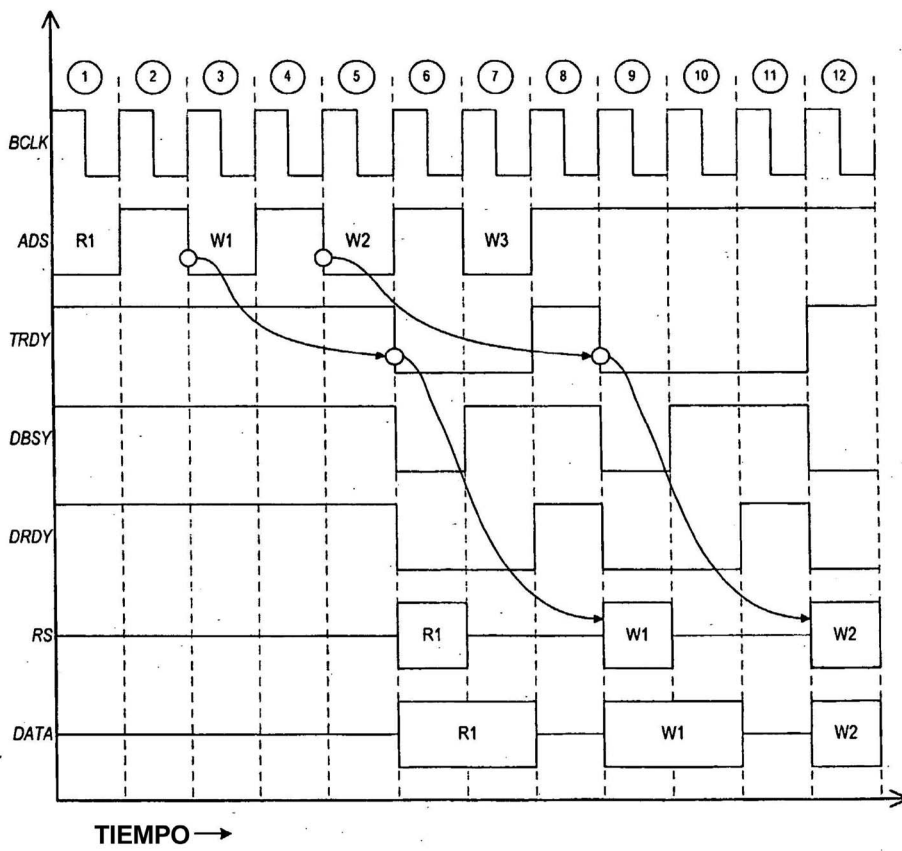 1 2 3 4 5 6 7 8 9 10 11 12
BCLK
ADS R1 W1 W2 W3
TRDY
DBSY
DRDY
RS R1 W1 W2
DATA R1 W1 W2
TIEMPO